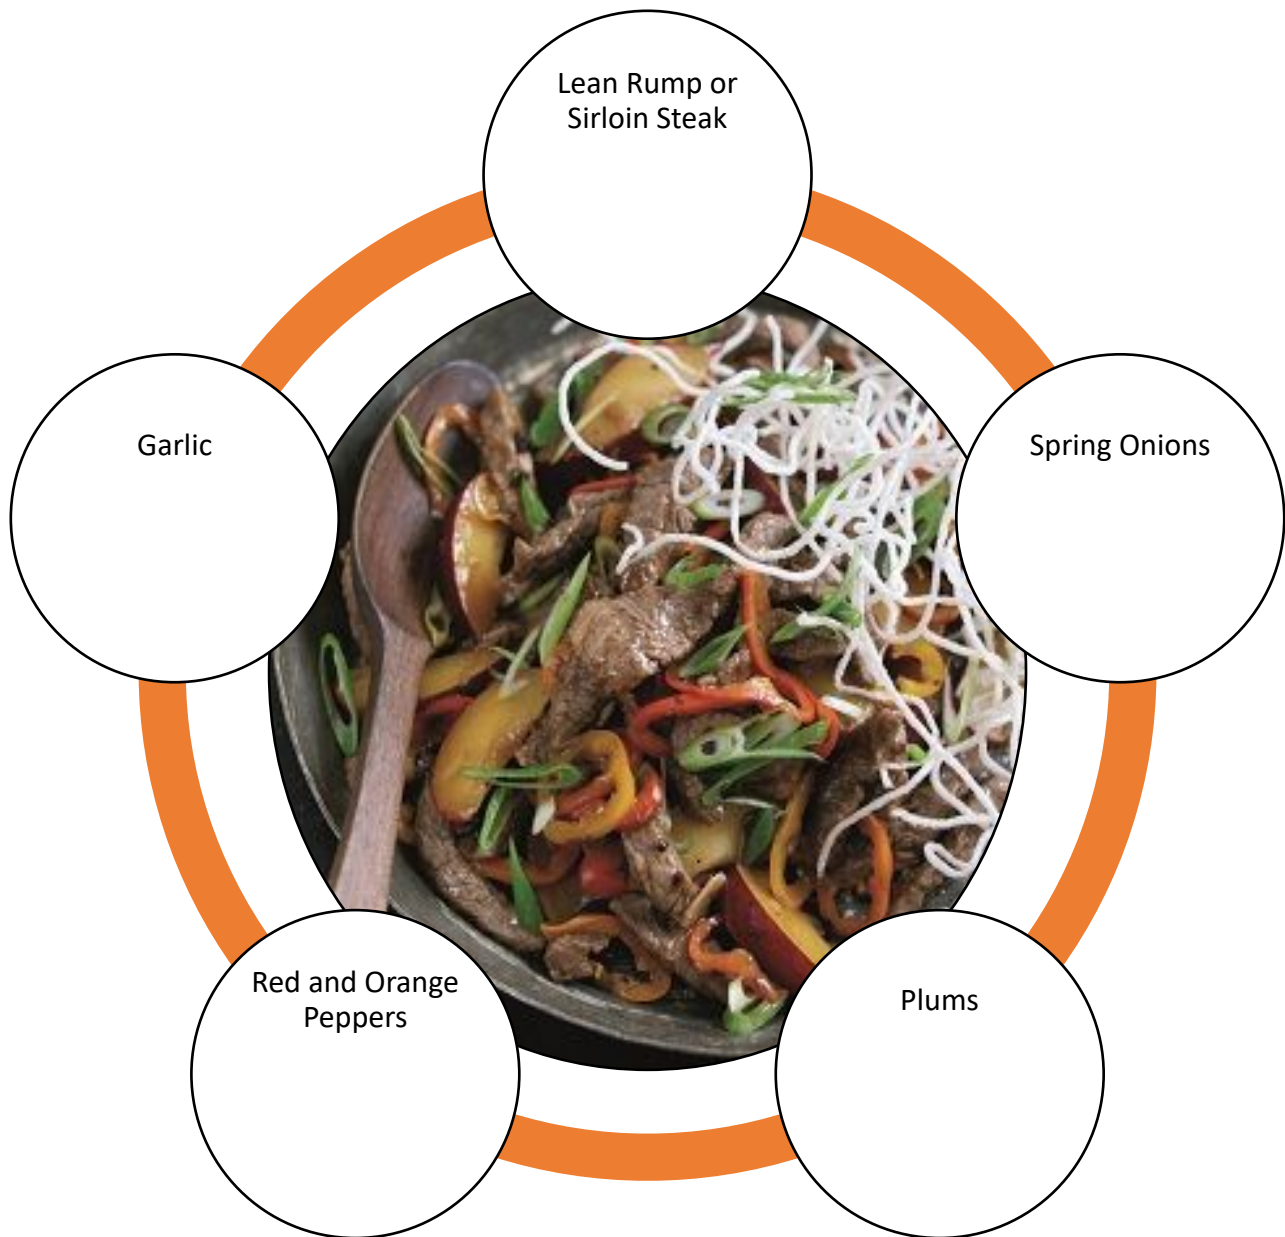 Lean Rump or
Sirloin Steak
Garlic
Spring Onions
Red and Orange
Peppers
Plums